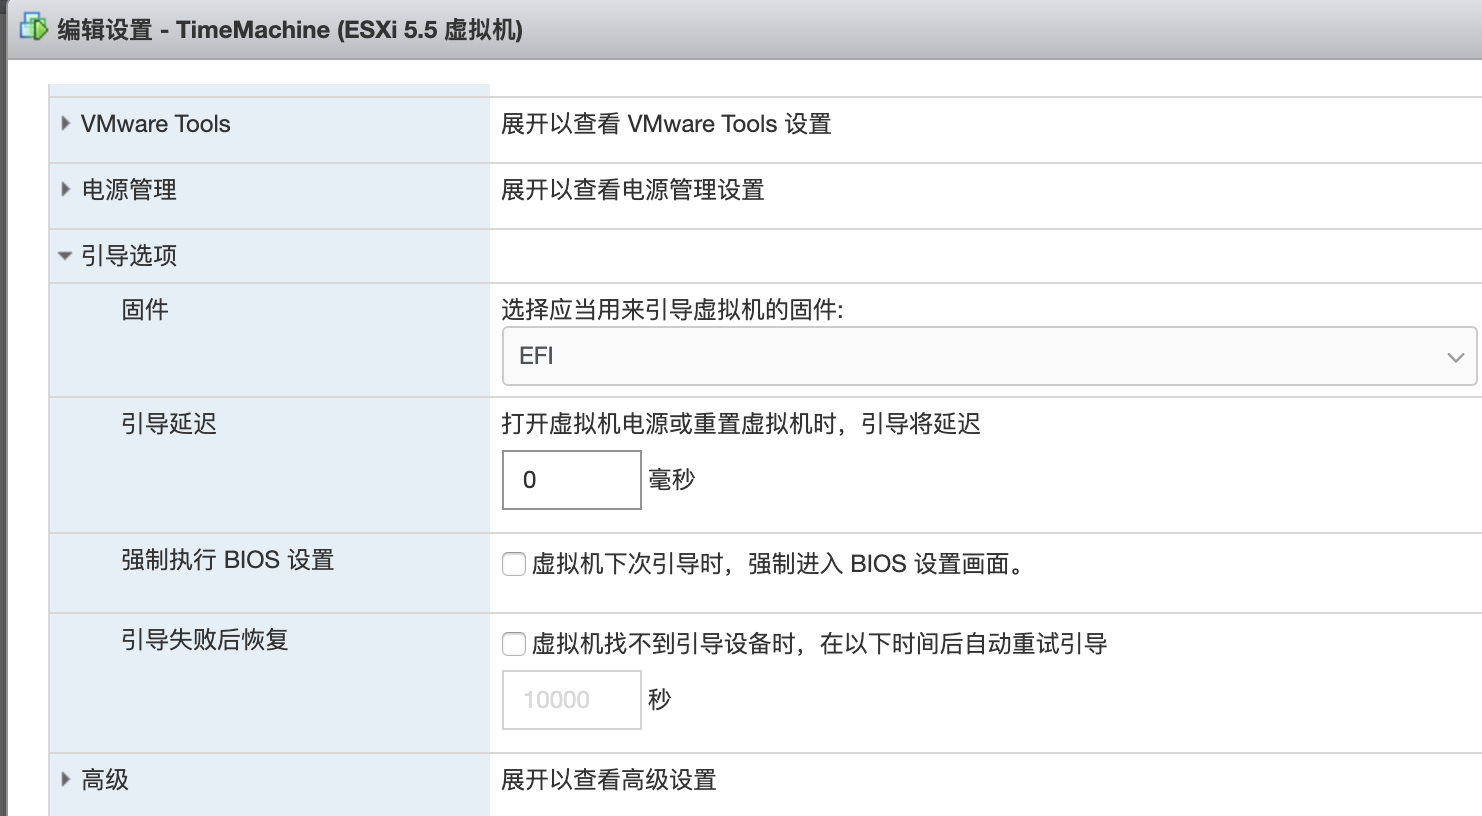 编辑设置 - TimeMachine (ESXi 5.5 虚拟机)
VMware Tools
展开以查看 VMware Tools 设置
电源管理
展开以查看电源管理设置
引导选项
固件
选择应当用来引导虚拟机的固件:
EFI
引导延迟
打开虚拟机电源或重置虚拟机时，引导将延迟
0 毫秒
强制执行 BIOS 设置
虚拟机下次引导时，强制进入 BIOS 设置画面。
引导失败后恢复
虚拟机找不到引导设备时，在以下时间后自动重试引导
10000 秒
高级
展开以查看高级设置